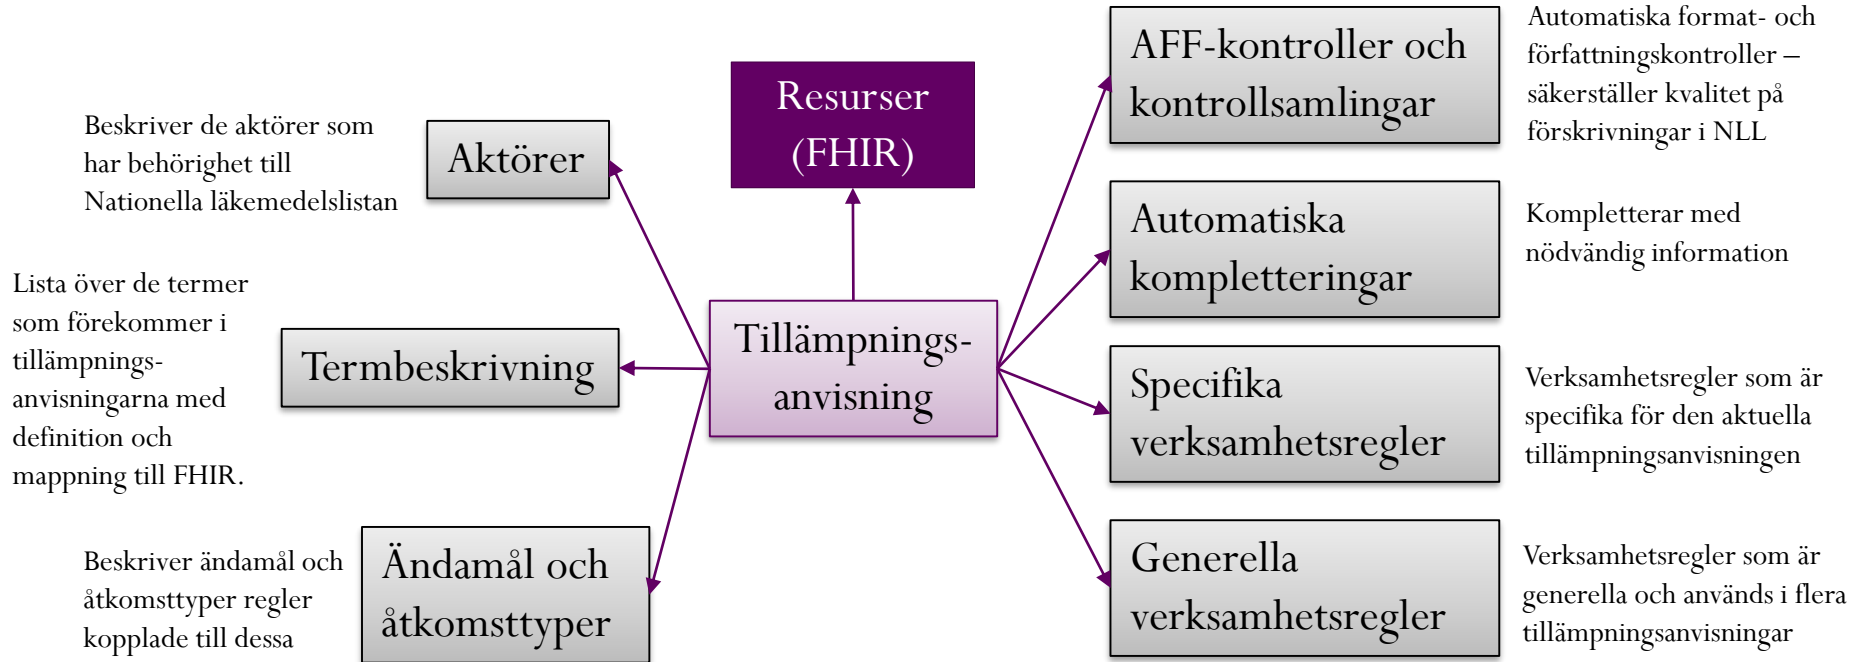 Beskriver de aktörer som
har behörighet till
Nationella läkemedelslistan
Aktörer
Lista över de termer
som förekommer i
tillämpnings-
anvisningarna med
definition och
mappning till FHIR.
Termbeskrivning
Beskriver ändamål och
åtkomsttyper regler
kopplade till dessa
Ändamål och
åtkomsttyper
Resurser
(FHIR)
Tillämpnings-
anvisning
AFF-kontroller och
kontrollsamlingar
Automatiska format- och
författningskontroller –
säkerställer kvalitet på
förskrivningar i NLL
Automatiska
kompletteringar
Kompletterar med
nödvändig information
Specifika
verksamhetsregler
Verksamhetsregler som är
specifika för den aktuella
tillämpningsanvisningen
Generella
verksamhetsregler
Verksamhetsregler som är
generella och används i flera
tillämpningsanvisningar